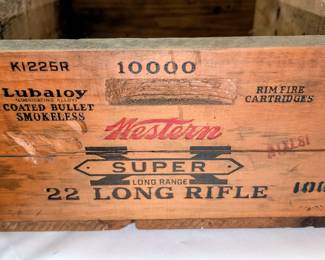 K1225R
10000
Lubaloy
(LUBRICATING ALLOY)
COATED BULLET
SMOKELESS
RIM FIRE
CARTRIDGES
Western
SUPER
LONG RANGE
22 LONG RIFLE